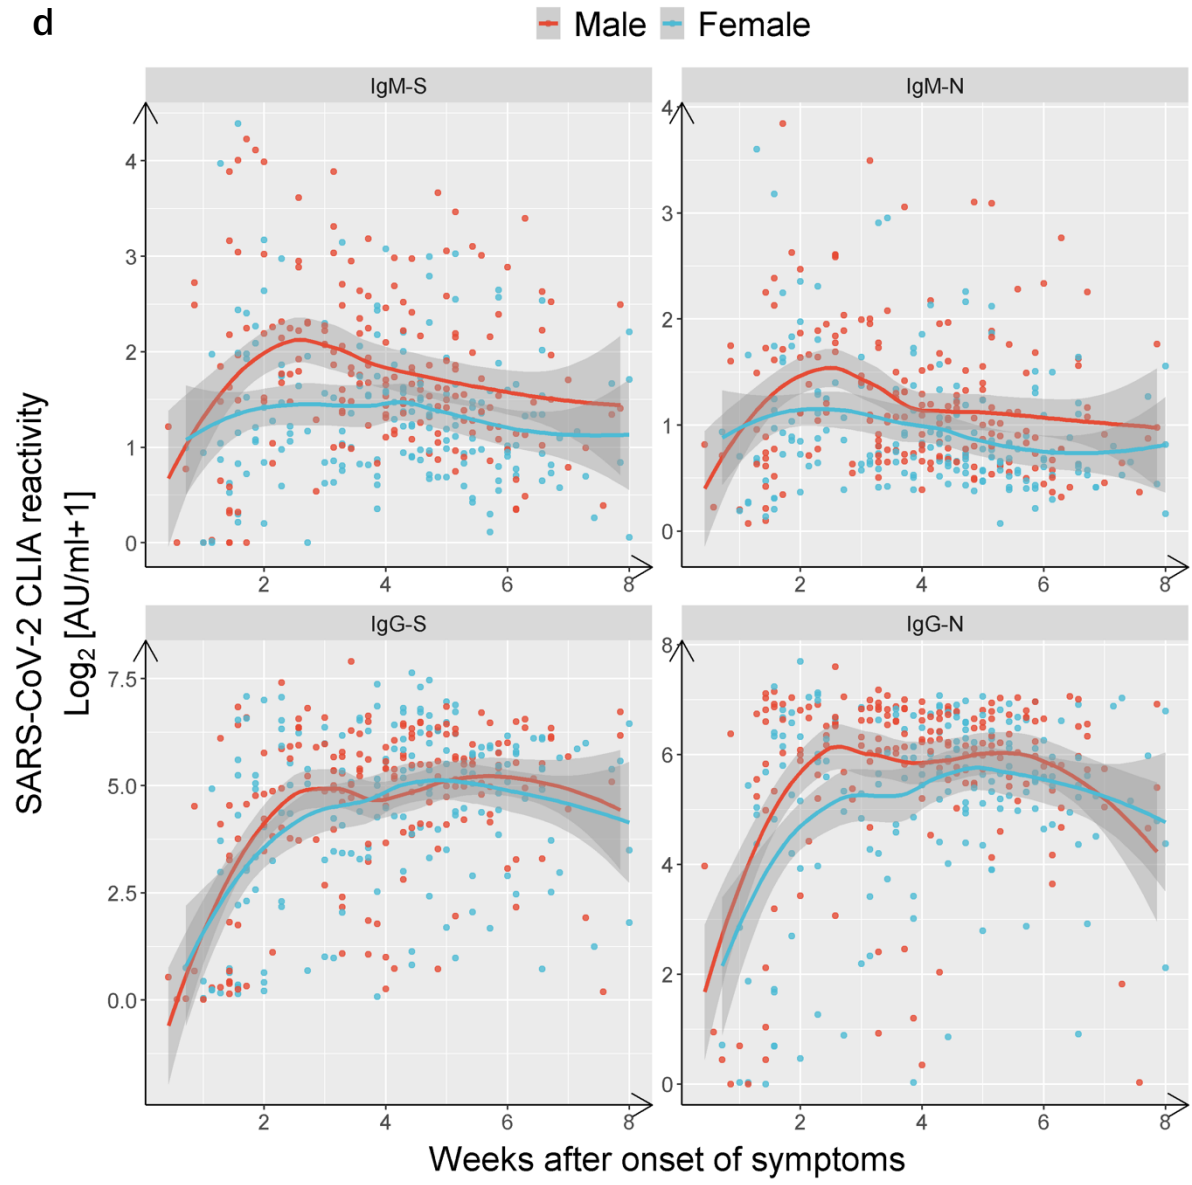 d
Male Female
IgM-S
IgM-N
4
3
2
1
0
4
3
2
1
0
2 4 6 8
2 4 6 8
IgG-S
IgG-N
7.5
5.0
2.5
0.0
8
6
4
2
0
2 4 6 8
2 4 6 8
SARS-CoV-2 CLIA reactivity
Log₂ [AU/ml+1]
Weeks after onset of symptoms